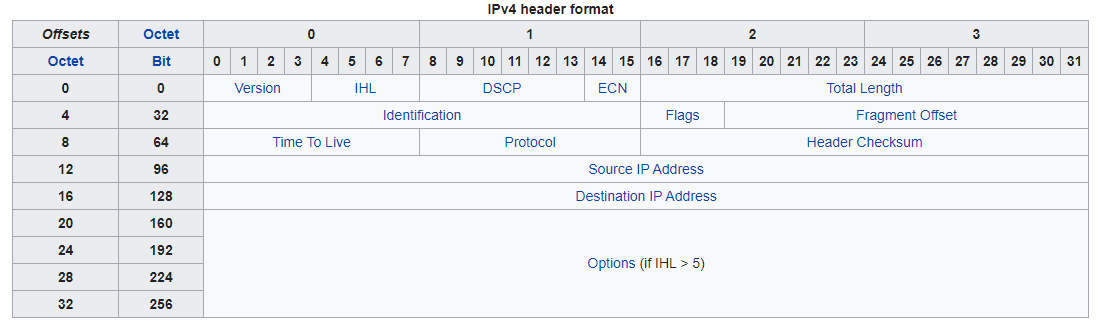 IPv4 header format
Offsets Octet 0 1 2 3
Octet Bit 0 1 2 3 4 5 6 7 8 9 10 11 12 13 14 15 16 17 18 19 20 21 22 23 24 25 26 27 28 29 30 31
0 0 Version IHL DSCP ECN Total Length
4 32 Identification Flags Fragment Offset
8 64 Time To Live Protocol Header Checksum
12 96 Source IP Address
16 128 Destination IP Address
20 160
24 192
Options (if IHL > 5)
28 224
32 256